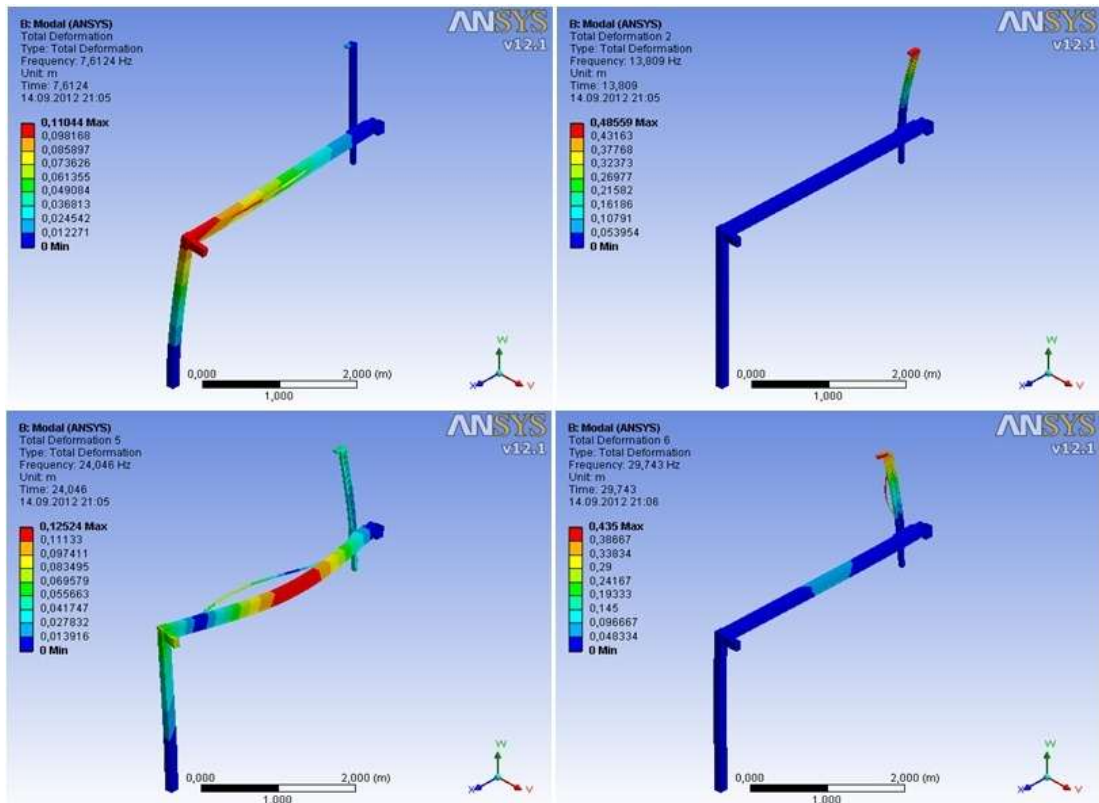 B: Modal (ANSYS)
Total Deformation
Type: Total Deformation
Frequency: 7,6124 Hz
Unit: m
Time: 7,6124
14.09.2012 21:05
0,11044 Max
0,098168
0,085897
0,073626
0,061355
0,049084
0,036813
0,024542
0,012271
0 Min
ANSYS
v12.1
0,000
2,000 (m)
1,000
W
X
Y
B: Modal (ANSYS)
Total Deformation 2
Type: Total Deformation
Frequency: 13,809 Hz
Unit: m
Time: 13,809
14.09.2012 21:05
0,48559 Max
0,43163
0,37768
0,32373
0,26977
0,21582
0,16186
0,10791
0,053954
0 Min
ANSYS
v12.1
0,000
2,000 (m)
1,000
W
X
Y
B: Modal (ANSYS)
Total Deformation 5
Type: Total Deformation
Frequency: 24,046 Hz
Unit: m
Time: 24,046
14.09.2012 21:05
0,12524 Max
0,11133
0,097411
0,083495
0,069579
0,055663
0,041747
0,027832
0,013916
0 Min
ANSYS
v12.1
0,000
2,000 (m)
1,000
W
X
Y
B: Modal (ANSYS)
Total Deformation 6
Type: Total Deformation
Frequency: 29,743 Hz
Unit: m
Time: 29,743
14.09.2012 21:06
0,435 Max
0,38667
0,33834
0,29
0,24167
0,19333
0,145
0,096667
0,048334
0 Min
ANSYS
v12.1
0,000
2,000 (m)
1,000
W
X
Y